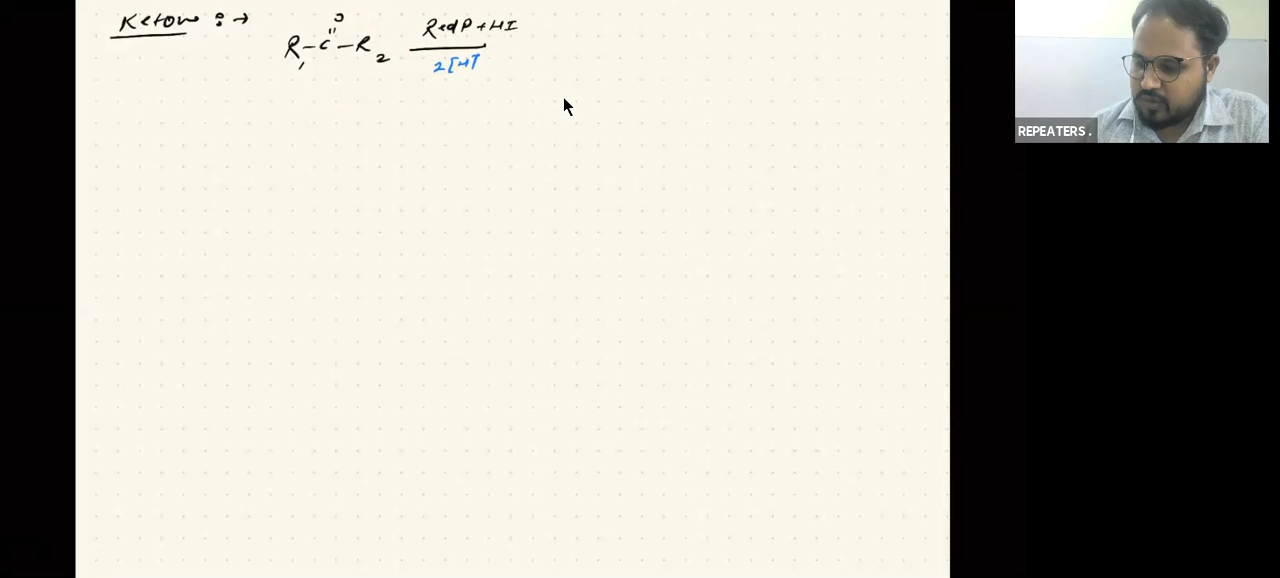 Ketone :→
O
R₁–C–R₂ Red P + HI
2[H]
REPEATERS .